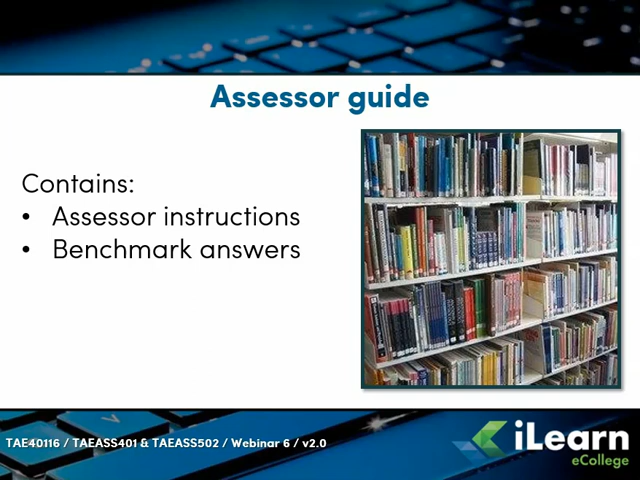 Assessor guide
Contains:
• Assessor instructions
• Benchmark answers
TAE40116 / TAEASS401 & TAEASS502 / Webinar 6 / v2.0
iLearn
eCollege